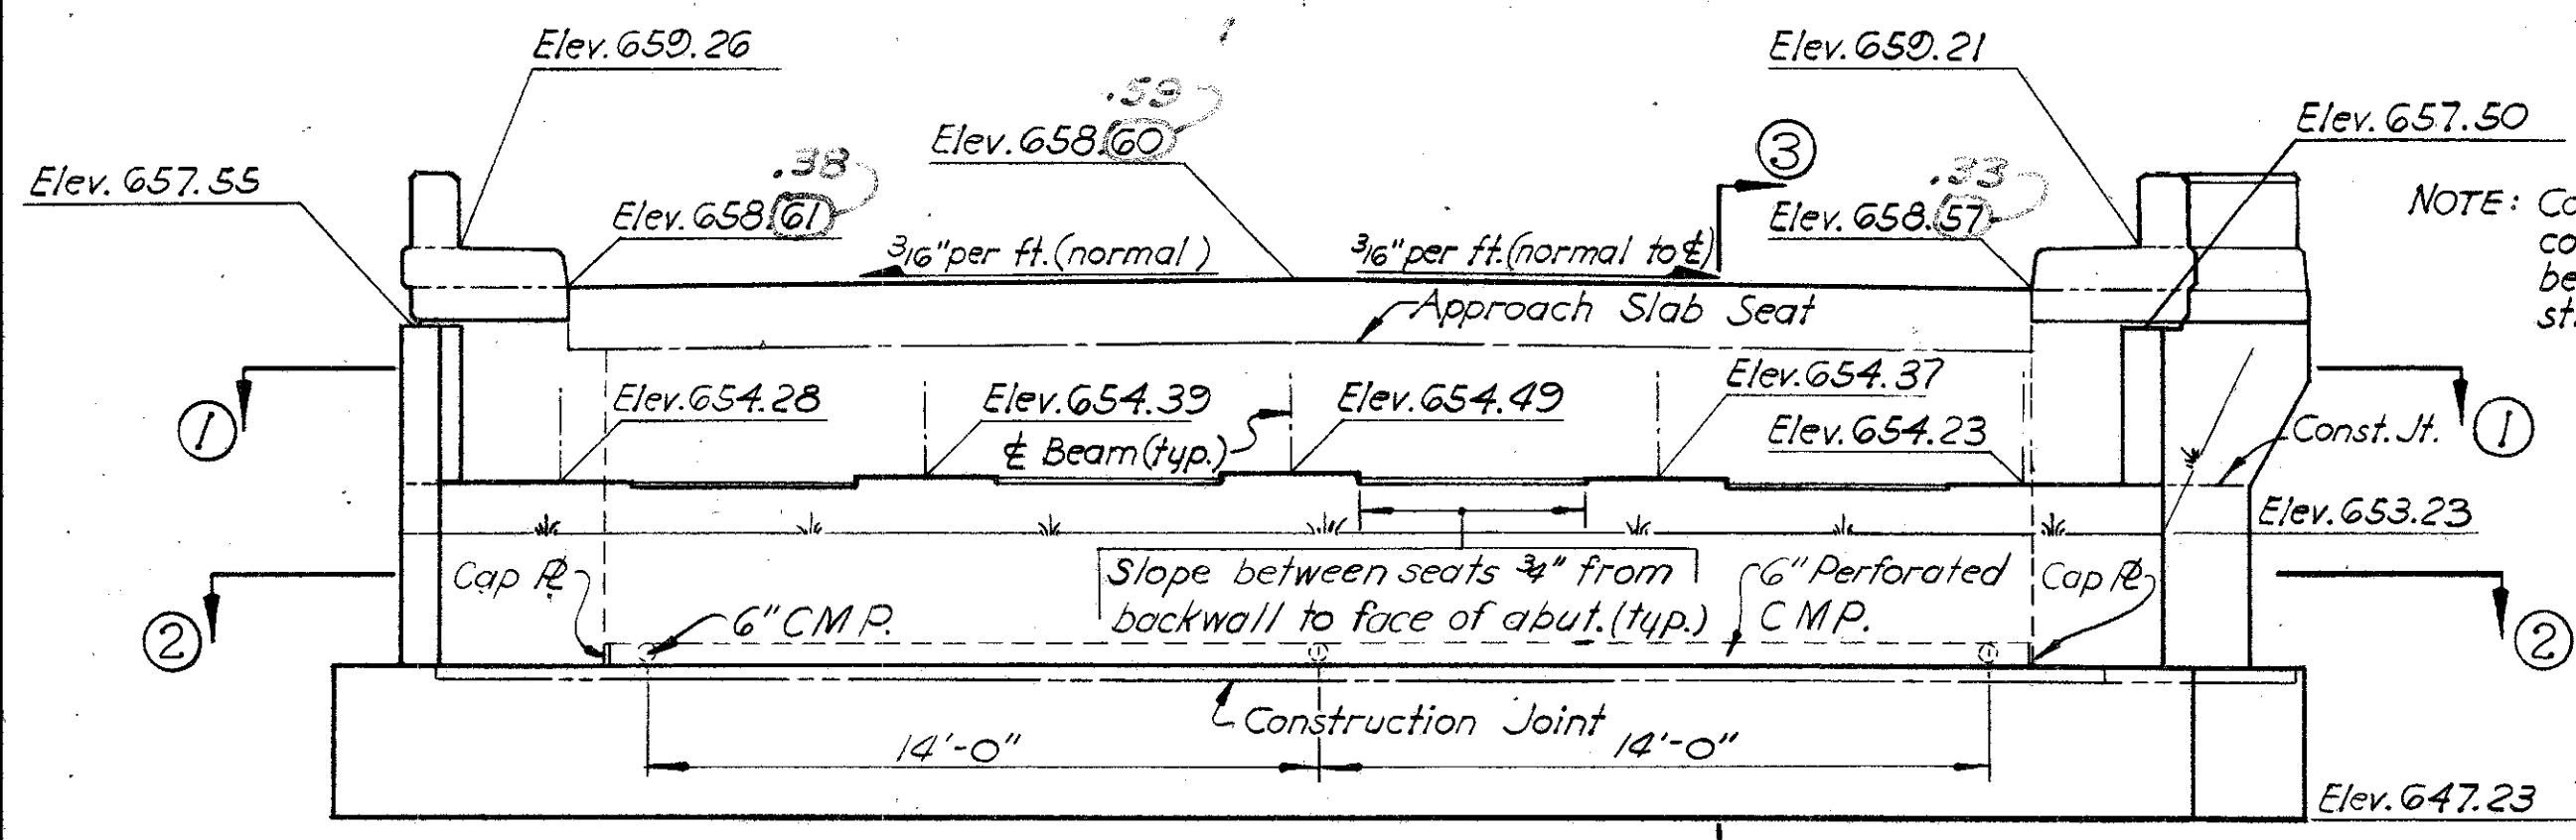 Elev. 659.26
Elev. 659.21
.59
Elev. 658.60
Elev. 657.50
3
.38
.33
Elev. 657.55
Elev. 658.61
Elev. 658.57
NOTE: Co
co
be
st
3/16" per ft. (normal)
3/16" per ft. (normal to ℄)
Approach Slab Seat
Elev. 654.28
Elev. 654.39
Elev. 654.49
Elev. 654.37
1
℄ Beam (typ.)
Elev. 654.23
Const. Jt.
1
Elev. 653.23
Cap ℞
Slope between seats 3/4" from
backwall to face of abut. (typ.)
6" Perforated
C M P.
Cap ℞
2
6" C M P.
2
Construction Joint
14'-0"
14'-0"
Elev. 647.23